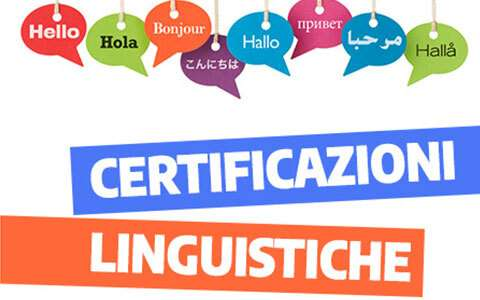 Hello
Hola
Bonjour
こんにちは
Hallo
привет
مرحبا
Hallå
CERTIFICAZIONI
LINGUISTICHE